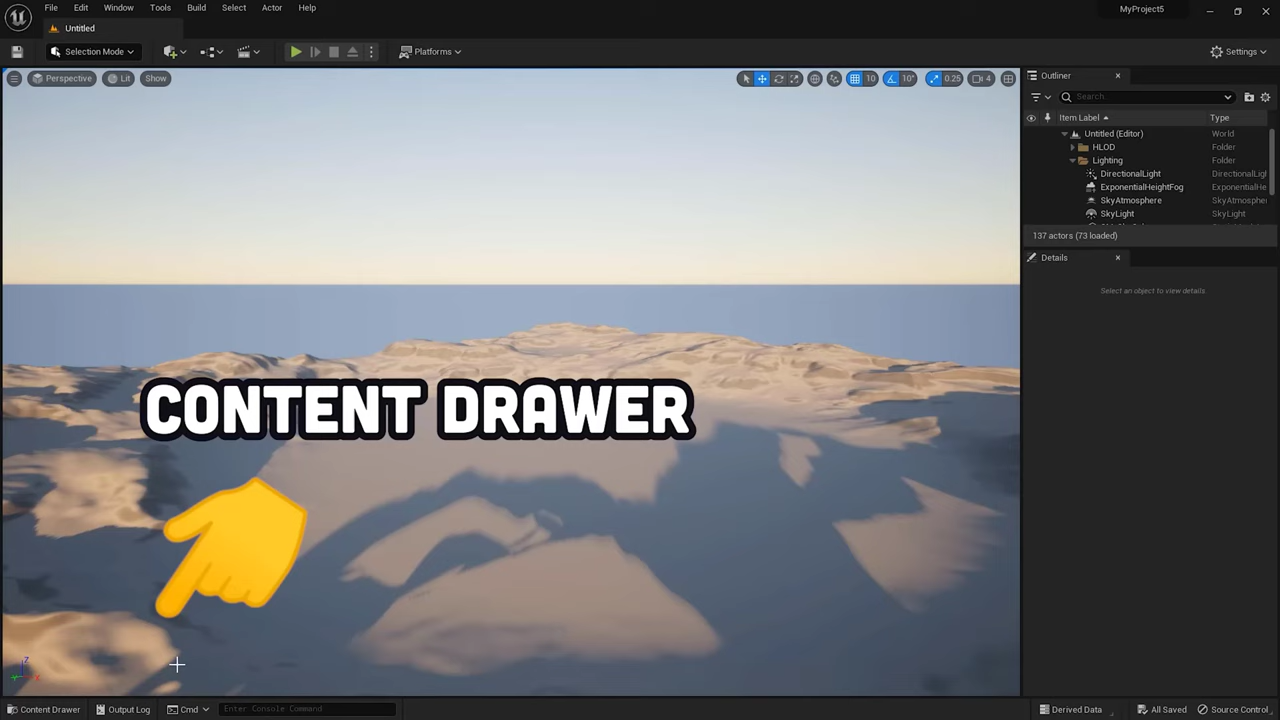 File Edit Window Tools Build Select Actor Help
MyProject5
Untitled
Selection Mode
Platforms
Settings
Perspective Lit Show
10 10° 0.25 4
Outliner
Search...
Item Label Type
Untitled (Editor) World
HLOD Folder
Lighting Folder
DirectionalLight DirectionalLigh
ExponentialHeightFog ExponentialHe
SkyAtmosphere SkyAtmosphe
SkyLight SkyLight
137 actors (73 loaded)
Details
Select an object to view details.
CONTENT DRAWER
Z
Content Drawer Output Log Cmd Enter Console Command
Derived Data All Saved Source Control